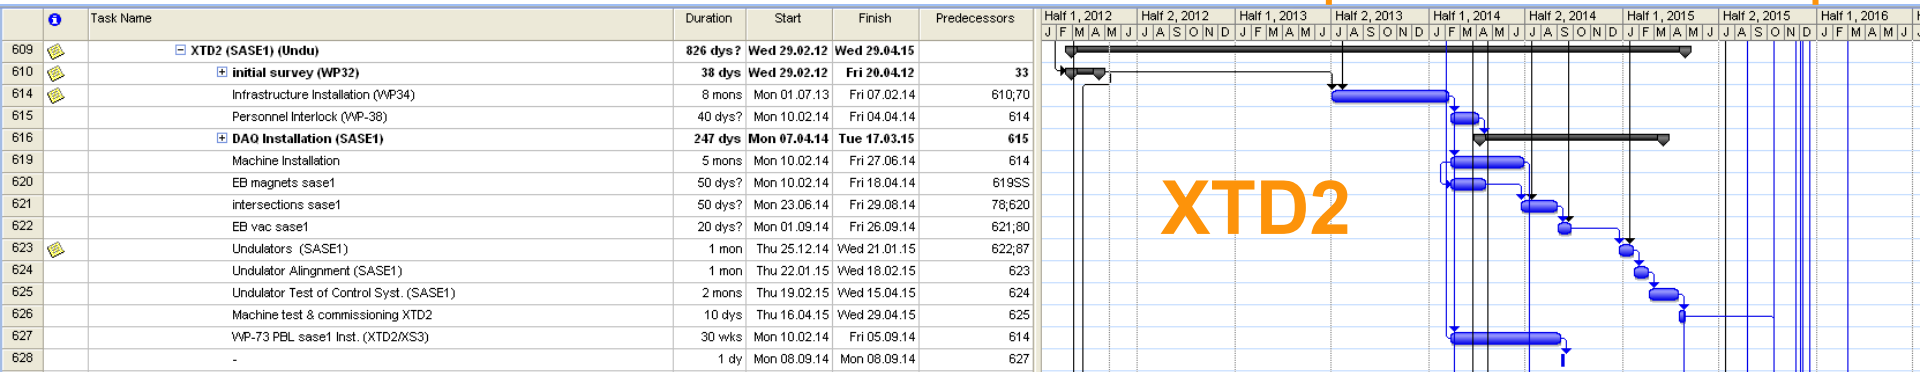 Task Name Duration Start Finish Predecessors Half 1, 2012 Half 2, 2012 Half 1, 2013 Half 2, 2013 Half 1, 2014 Half 2, 2014 Half 1, 2015 Half 2, 2015 Half 1, 2016
J F M A M J J A S O N D J F M A M J J A S O N D J F M A M J J A S O N D J F M A M J J A S O N D J F M A M J
609 XTD2 (SASE1) (Undu) 826 dys? Wed 29.02.12 Wed 29.04.15
610 initial survey (WP32) 38 dys Wed 29.02.12 Fri 20.04.12 33
614 Infrastructure Installation (WP34) 8 mons Mon 01.07.13 Fri 07.02.14 610;70
615 Personnel Interlock (WP-38) 40 dys? Mon 10.02.14 Fri 04.04.14 614
616 DAQ Installation (SASE1) 247 dys Mon 07.04.14 Tue 17.03.15 615
619 Machine Installation 5 mons Mon 10.02.14 Fri 27.06.14 614
620 EB magnets sase1 50 dys? Mon 10.02.14 Fri 18.04.14 619SS
621 intersections sase1 50 dys? Mon 23.06.14 Fri 29.08.14 78;620
622 EB vac sase1 20 dys? Mon 01.09.14 Fri 26.09.14 621;80
623 Undulators (SASE1) 1 mon Thu 25.12.14 Wed 21.01.15 622;87
624 Undulator Alingnment (SASE1) 1 mon Thu 22.01.15 Wed 18.02.15 623
625 Undulator Test of Control Syst. (SASE1) 2 mons Thu 19.02.15 Wed 15.04.15 624
626 Machine test & commissioning XTD2 10 dys Thu 16.04.15 Wed 29.04.15 625
627 WP-73 PBL sase1 Inst. (XTD2/XS3) 30 wks Mon 10.02.14 Fri 05.09.14 614
628 - 1 dy Mon 08.09.14 Mon 08.09.14 627
XTD2